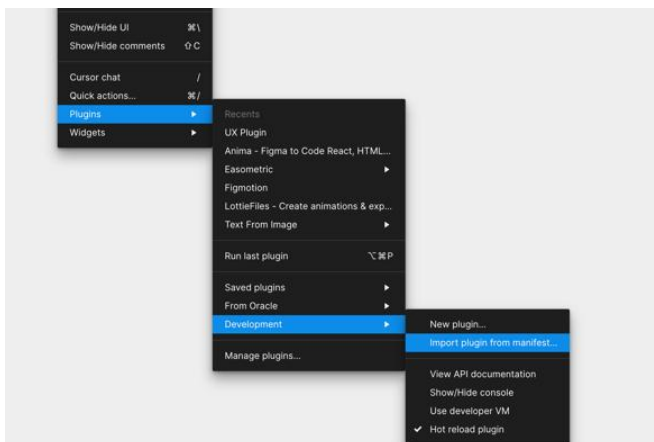 Show/Hide UI ⌘\
Show/Hide comments ⇧ C
Cursor chat /
Quick actions... ⌘/
Plugins
Widgets
Recents
UX Plugin
Anima - Figma to Code React, HTML...
Easometric
Figmotion
LottieFiles - Create animations & exp...
Text From Image
Run last plugin ⌥⌘P
Saved plugins
From Oracle
Development
Manage plugins...
New plugin...
Import plugin from manifest...
View API documentation
Show/Hide console
Use developer VM
✓ Hot reload plugin